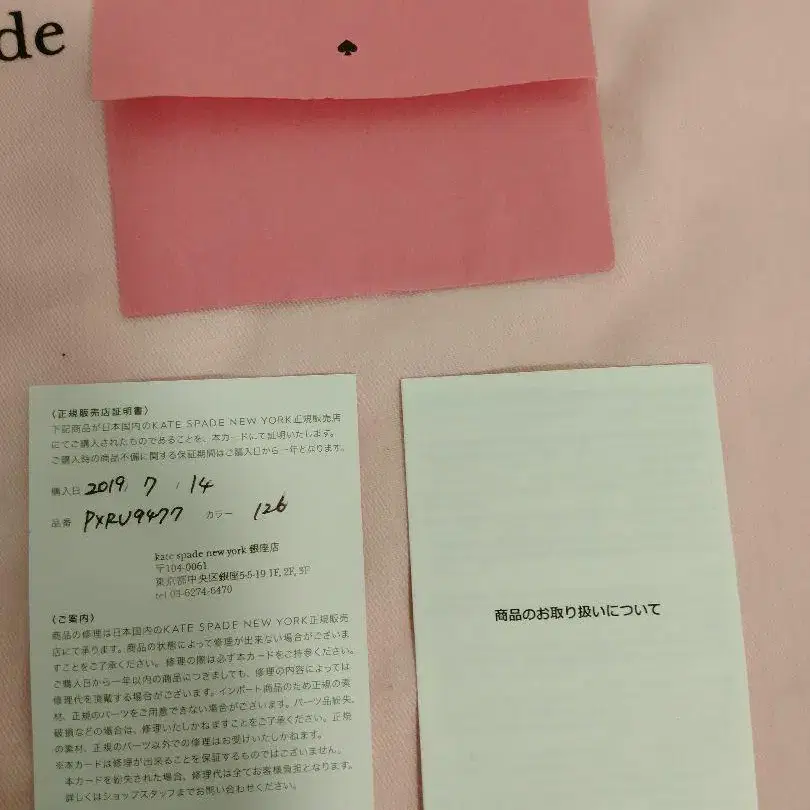 de
〈正規販売店証明書〉
下記商品が日本国内のKATE SPADE NEW YORK正規販売店
にてご購入されたものであることを、本カードにて証明いたします。
ご購入時の商品不備に関する保証期間はご購入日から一年となります。
購入日 2019/ 7 / 14
品番 PXRU9477 カラー 126
kate spade new york 銀座店
〒104-0061
東京都中央区銀座5-5-19 1F, 2F, 3F
tel 03-6274-6470
〈ご案内〉
商品の修理は日本国内のKATE SPADE NEW YORK正規販売
店にて承ります。商品の状態によって修理が出来ない場合がございま
すことをご了承ください。修理の際は必ず本カードをご持参ください。
ご購入日から一年以内の商品につきましても、修理の内容によっては
修理代を頂戴する場合がございます。インポート商品のため正規の素
材、正規のパーツをご用意できない場合がございます。パーツ品紛失、
破損などの場合は、修理いたしかねますことをご了承ください。正規
の素材、正規のパーツ以外での修理はお受けいたしかねます。
※本カードは修理が出来ることを保証するものではございません。
本カードを紛失された場合、修理代は全てお客様負担となります。
詳しくはショップスタッフまでお問い合わせください。
商品のお取り扱いについて